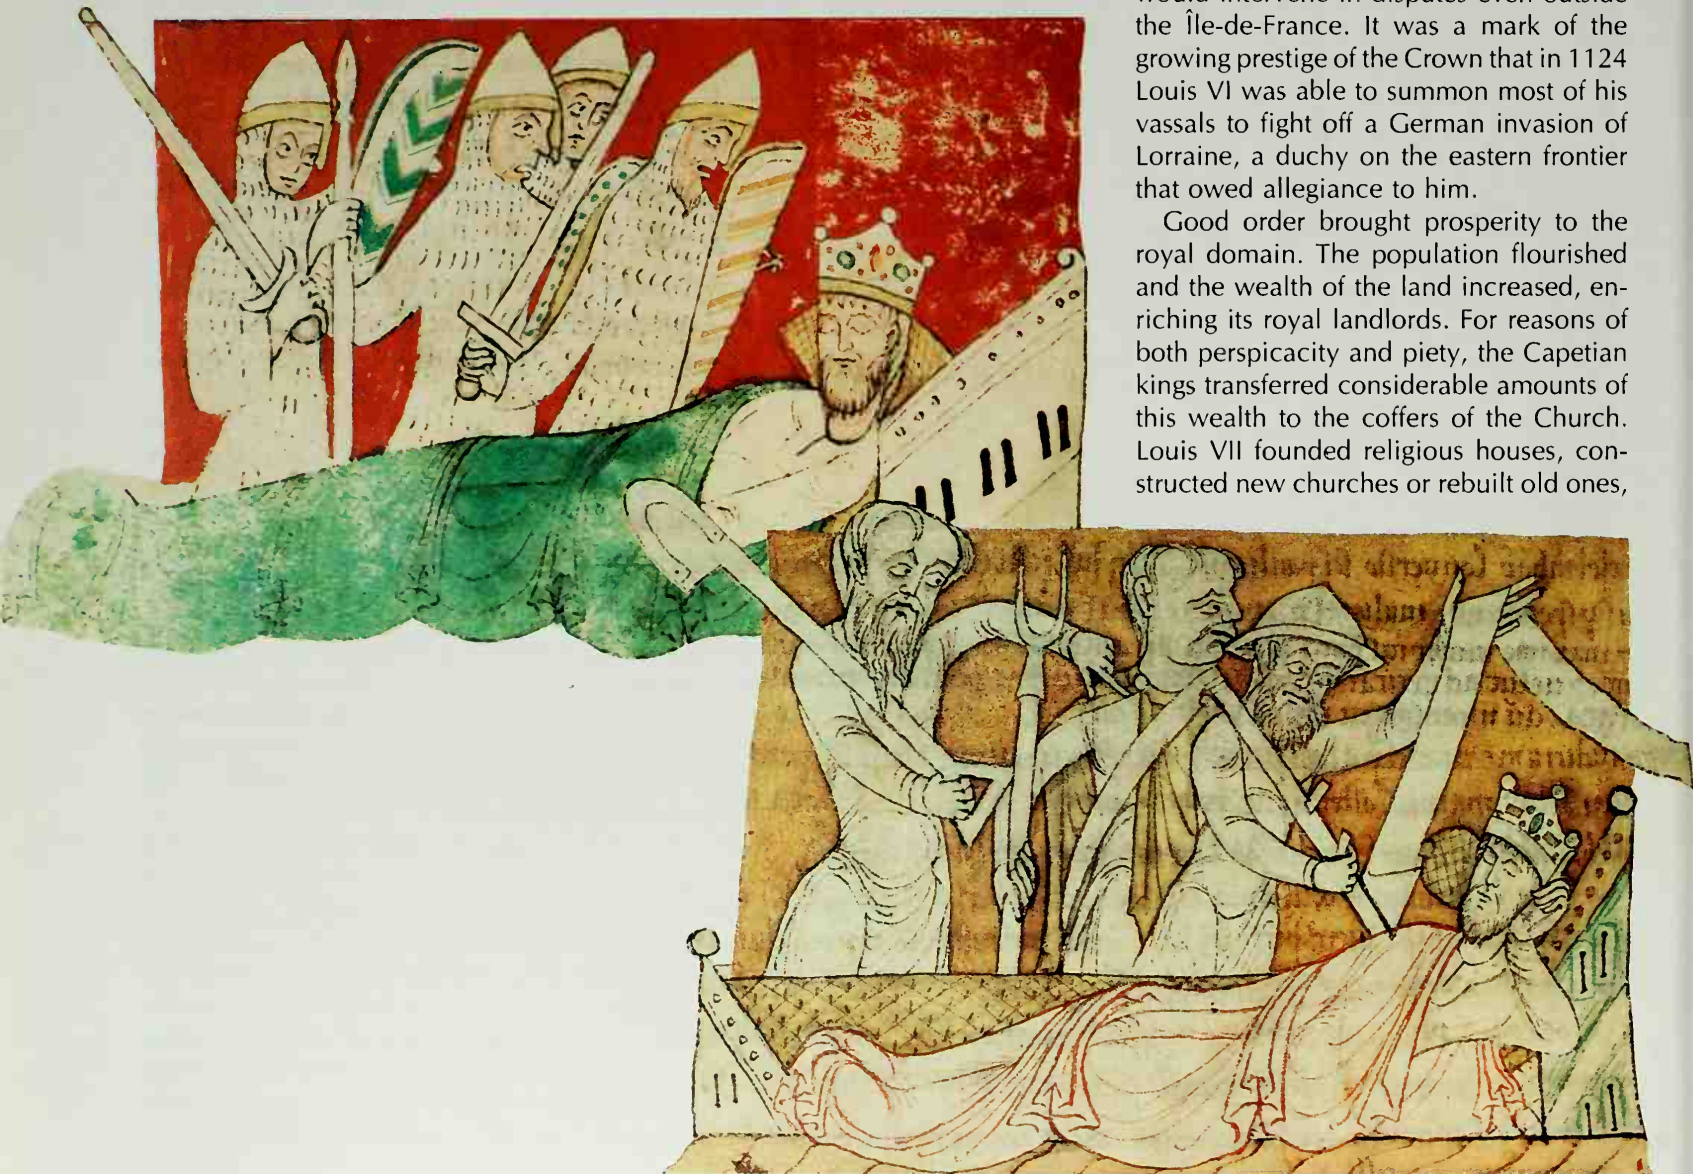 the Île-de-France. It was a mark of the
growing prestige of the Crown that in 1124
Louis VI was able to summon most of his
vassals to fight off a German invasion of
Lorraine, a duchy on the eastern frontier
that owed allegiance to him.
Good order brought prosperity to the
royal domain. The population flourished
and the wealth of the land increased, en-
riching its royal landlords. For reasons of
both perspicacity and piety, the Capetian
kings transferred considerable amounts of
this wealth to the coffers of the Church.
Louis VII founded religious houses, con-
structed new churches or rebuilt old ones,